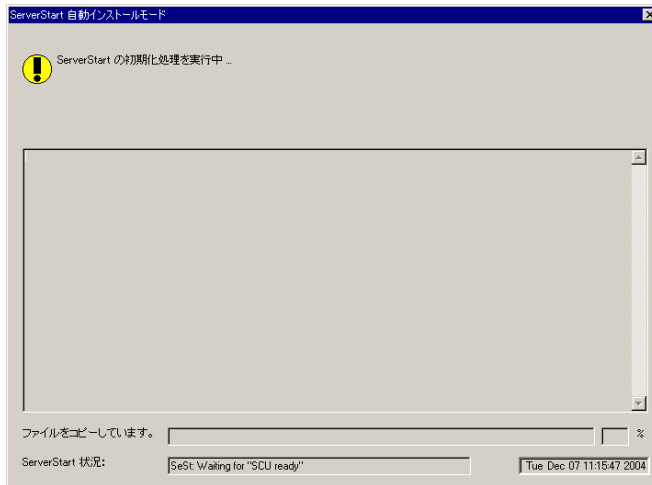 ServerStart 自動インストールモード
ServerStart の初期化処理を実行中 ...
ファイルをコピーしています。 %
ServerStart 状況: SeSt: Waiting for "SCU ready" Tue Dec 07 11:15:47 2004